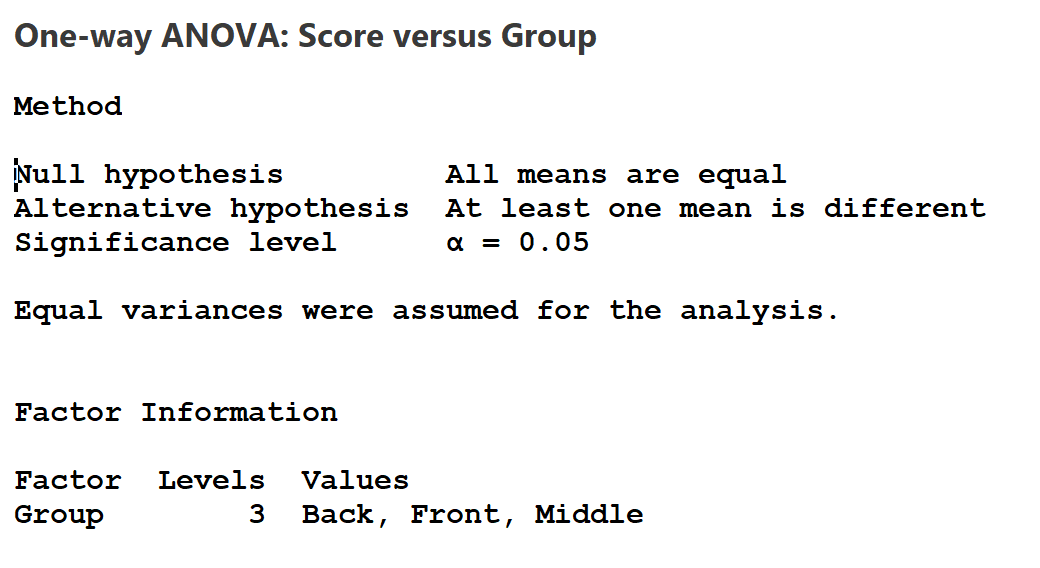 One-way ANOVA: Score versus Group
Method
Null hypothesis All means are equal
Alternative hypothesis At least one mean is different
Significance level α = 0.05
Equal variances were assumed for the analysis.
Factor Information
Factor Levels Values
Group 3 Back, Front, Middle